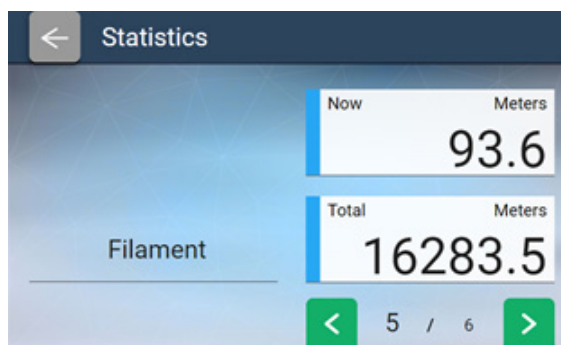 Statistics
Now Meters
93.6
Total Meters
Filament
16283.5
5 / 6